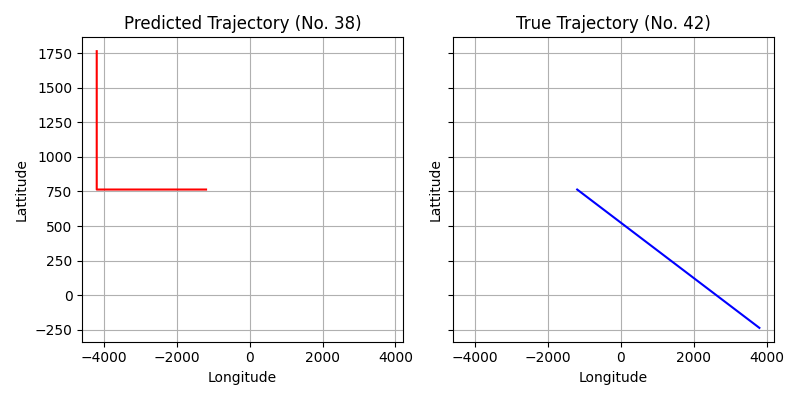 Predicted Trajectory (No. 38)
True Trajectory (No. 42)
1750
1500
1250
1000
750
500
250
0
−250
Lattitude
Lattitude
−4000 −2000 0 2000 4000
−4000 −2000 0 2000 4000
Longitude
Longitude